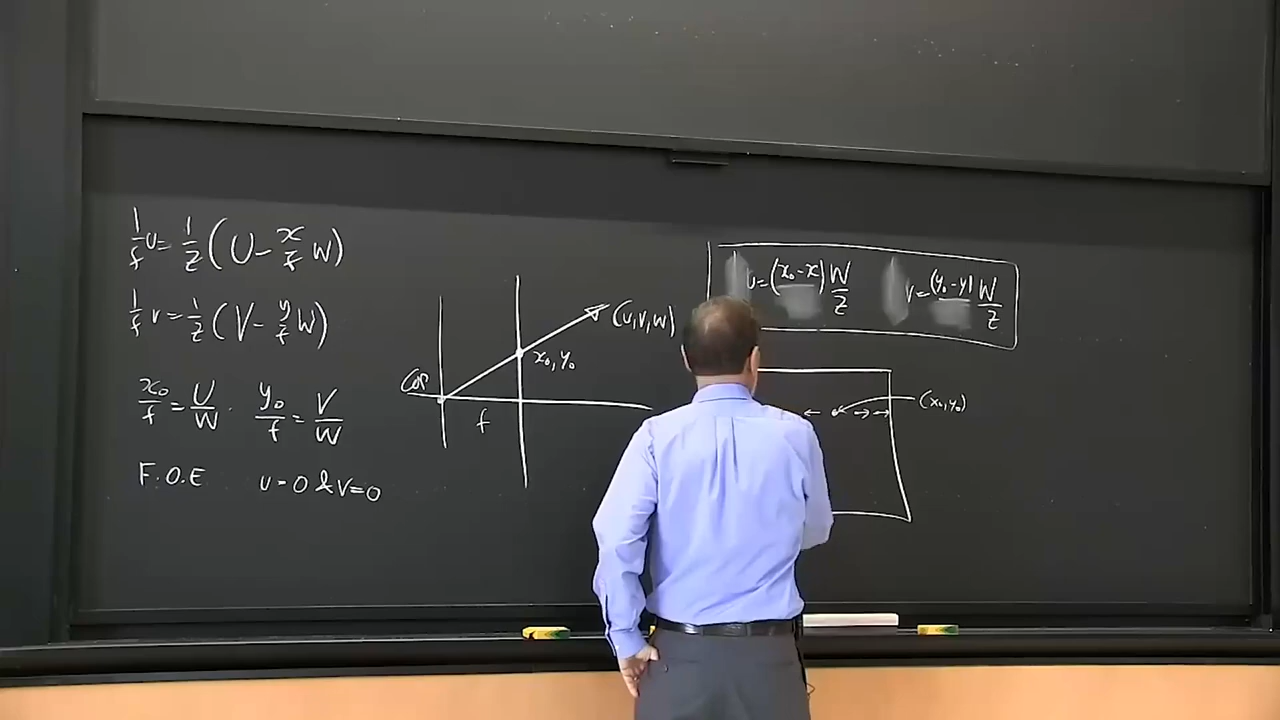 1/f u = 1/Z (U - x/f W)
1/f v = 1/Z (V - y/f W)
x₀/f = U/W . y₀/f = V/W
F.O.E u = 0 & v = 0
COP
f
x₀, y₀
(U, V, W)
u = (x₀ - x) W/Z v = (y₀ - y) W/Z
(x₀, y₀)